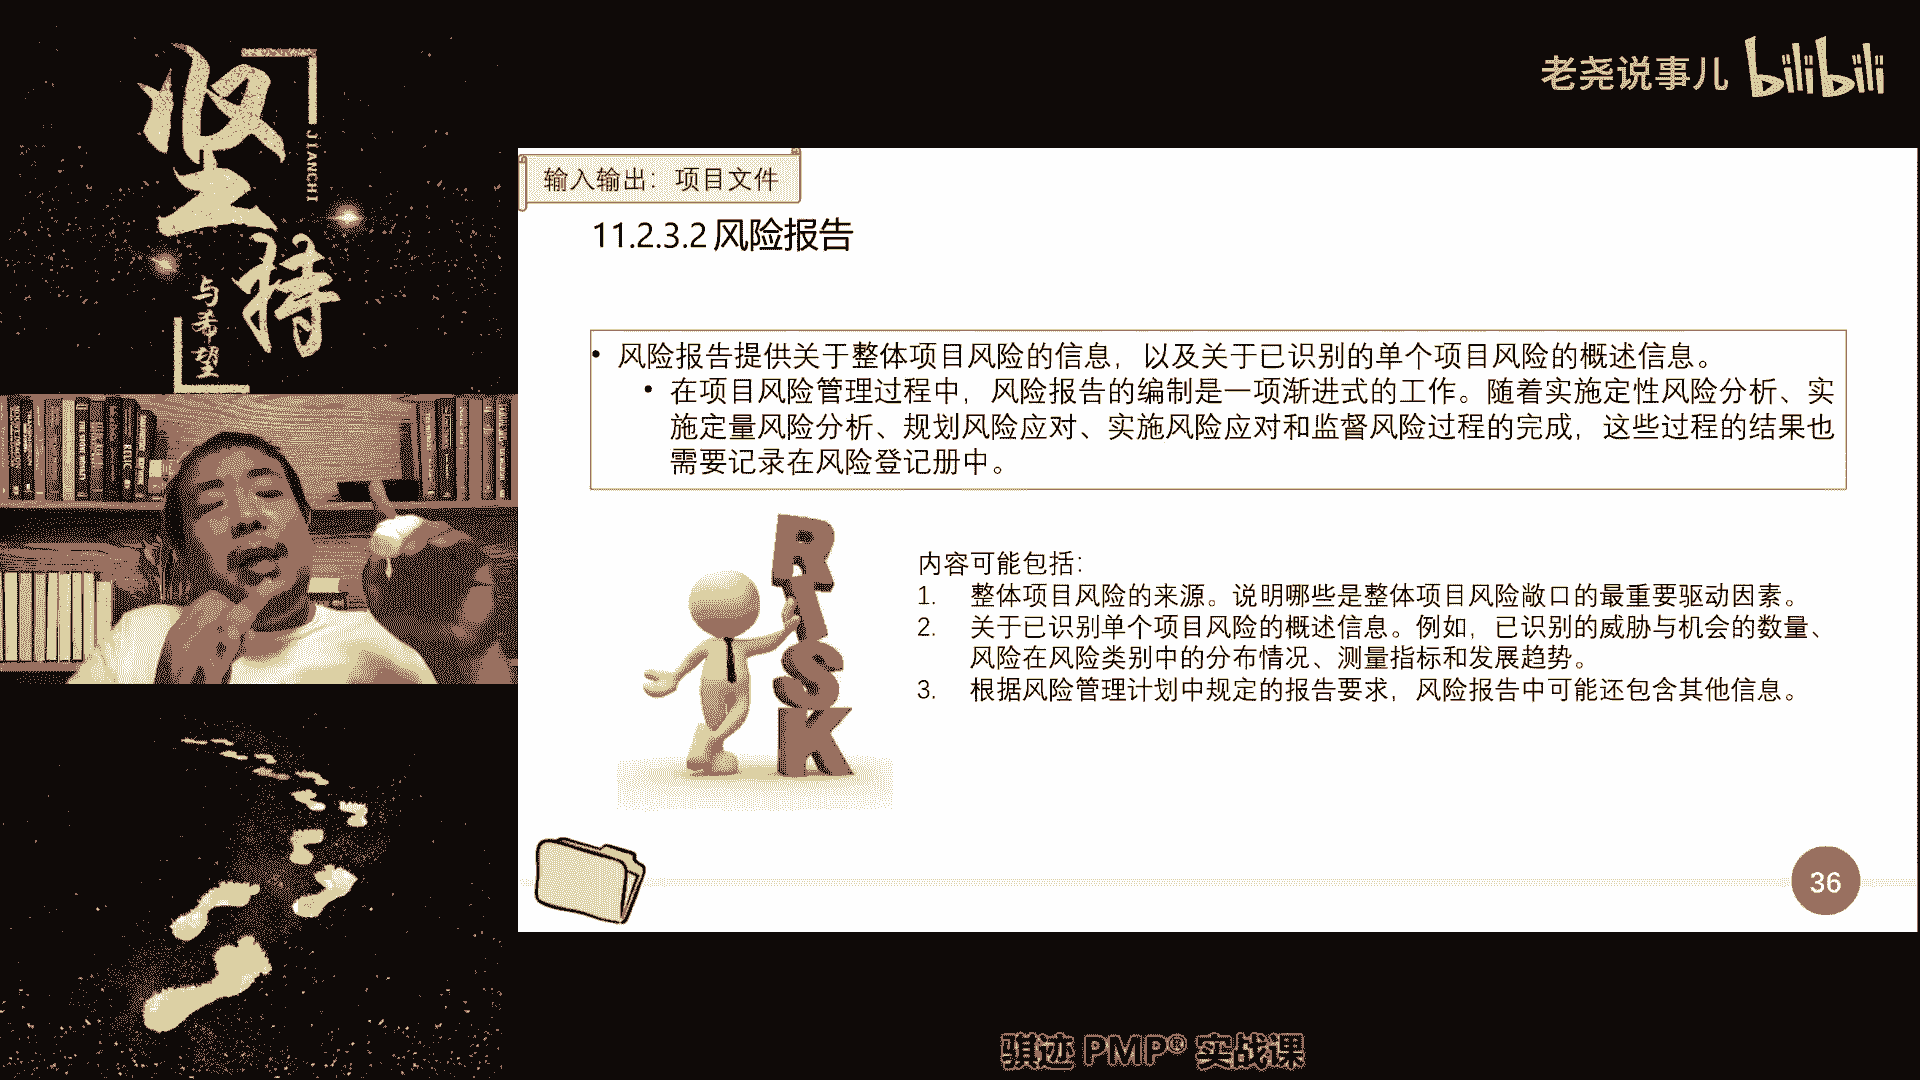 坚持
JIANCHI
与希望
老尧说事儿 bilibili
输入输出：项目文件
11.2.3.2 风险报告
• 风险报告提供关于整体项目风险的信息，以及关于已识别的单个项目风险的概述信息。
• 在项目风险管理过程中，风险报告的编制是一项渐进式的工作。随着实施定性风险分析、实
施定量风险分析、规划风险应对、实施风险应对和监督风险过程的完成，这些过程的结果也
需要记录在风险登记册中。
RISK
内容可能包括：
1. 整体项目风险的来源。说明哪些是整体项目风险敞口的最重要驱动因素。
2. 关于已识别单个项目风险的概述信息。例如，已识别的威胁与机会的数量、
风险在风险类别中的分布情况、测量指标和发展趋势。
3. 根据风险管理计划中规定的报告要求，风险报告中可能还包含其他信息。
36
骐迹 PMP® 实战课